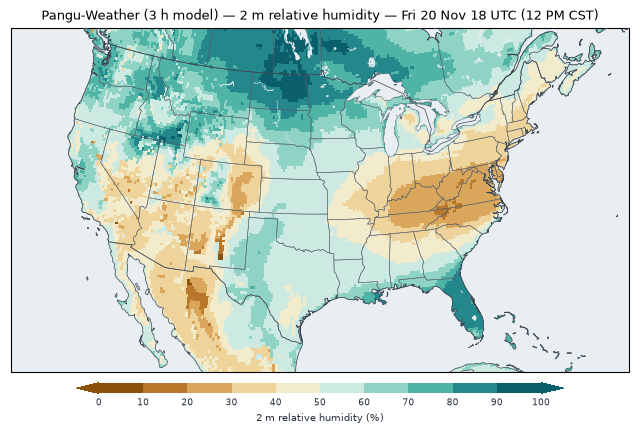 Pangu-Weather (3 h model) — 2 m relative humidity — Fri 20 Nov 18 UTC (12 PM CST)
0 10 20 30 40 50 60 70 80 90 100
2 m relative humidity (%)